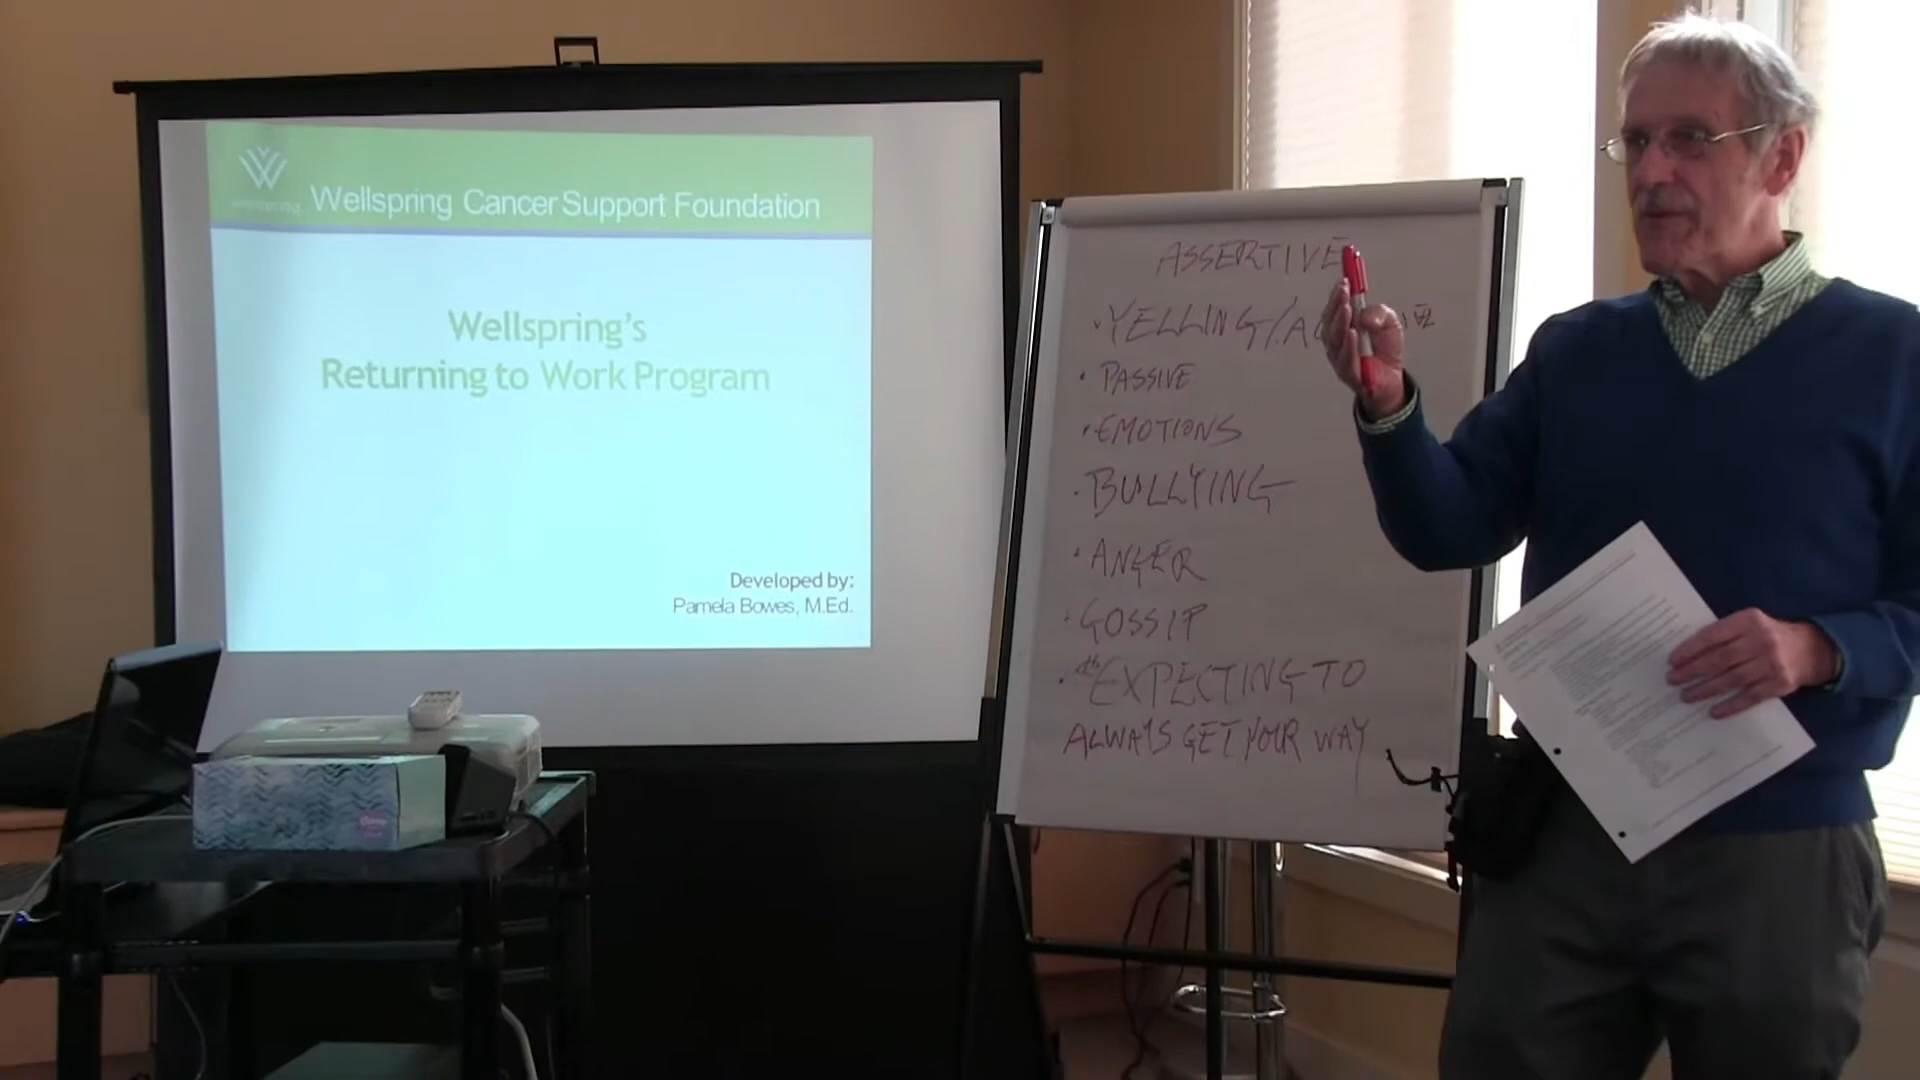 Wellspring Cancer Support Foundation
Wellspring's
Returning to Work Program
Developed by:
Pamela Bowes, M.Ed.
ASSERTIVE
• YELLING/
• PASSIVE
• EMOTIONS
• BULLYING
• ANGER
• GOSSIP
• EXPECTING TO
ALWAYS GET YOUR WAY